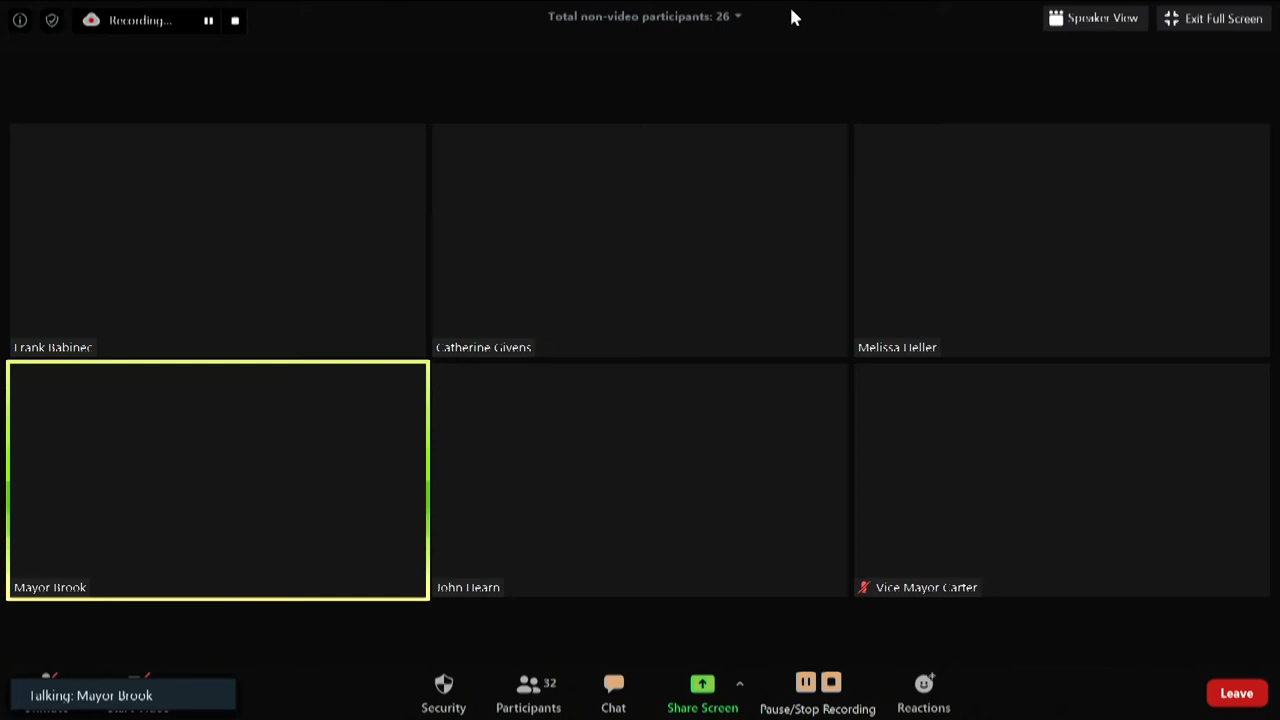 Recording...
Total non-video participants: 26
Speaker View
Exit Full Screen
Frank Babinec
Catherine Givens
Melissa Heller
Mayor Brook
John Hearn
Vice Mayor Carter
Talking: Mayor Brook
Security
32
Participants
Chat
Share Screen
Pause/Stop Recording
Reactions
Leave